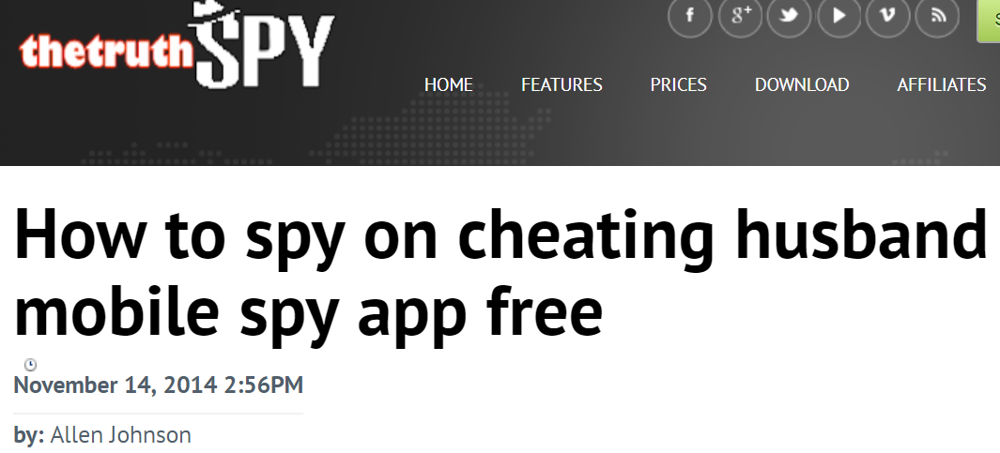 thetruthSPY
HOME FEATURES PRICES DOWNLOAD AFFILIATES
How to spy on cheating husband
mobile spy app free
November 14, 2014 2:56PM
by: Allen Johnson